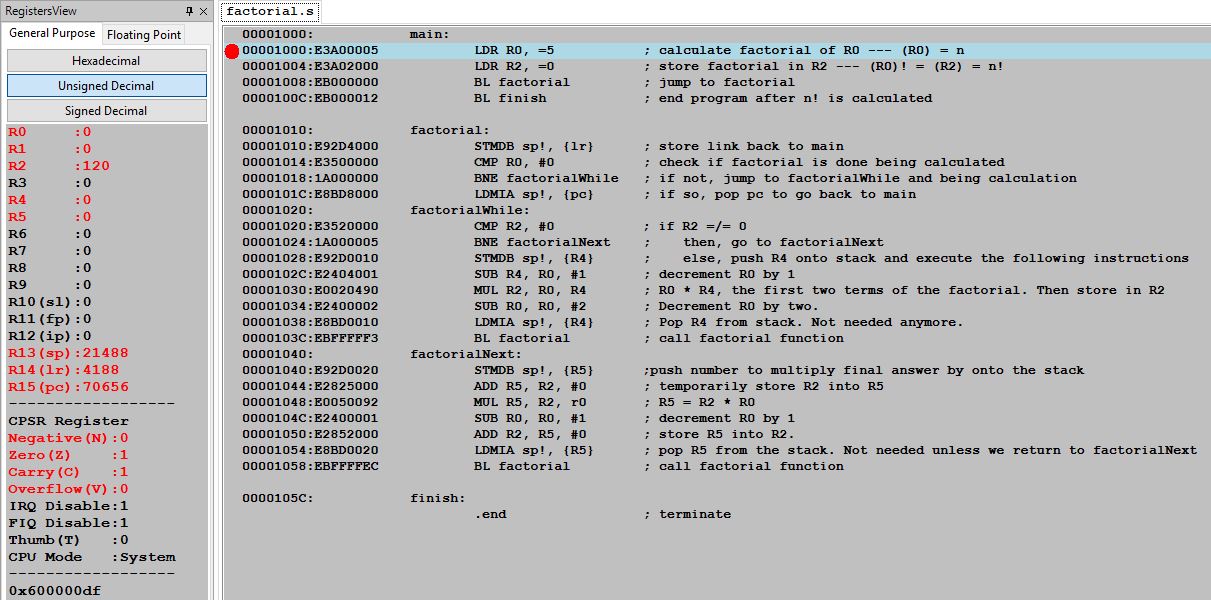 RegistersView
General Purpose Floating Point
Hexadecimal
Unsigned Decimal
Signed Decimal
R0 :0
R1 :0
R2 :120
R3 :0
R4 :0
R5 :0
R6 :0
R7 :0
R8 :0
R9 :0
R10(sl):0
R11(fp):0
R12(ip):0
R13(sp):21488
R14(lr):4188
R15(pc):70656
------------------
CPSR Register
Negative(N):0
Zero(Z) :1
Carry(C) :1
Overflow(V):0
IRQ Disable:1
FIQ Disable:1
Thumb(T) :0
CPU Mode :System
------------------
0x600000df
factorial.s
00001000: main:
00001000:E3A00005 LDR R0, =5 ; calculate factorial of R0 --- (R0) = n
00001004:E3A02000 LDR R2, =0 ; store factorial in R2 --- (R0)! = (R2) = n!
00001008:EB000000 BL factorial ; jump to factorial
0000100C:EB000012 BL finish ; end program after n! is calculated
00001010: factorial:
00001010:E92D4000 STMDB sp!, {lr} ; store link back to main
00001014:E3500000 CMP R0, #0 ; check if factorial is done being calculated
00001018:1A000000 BNE factorialWhile ; if not, jump to factorialWhile and being calculation
0000101C:E8BD8000 LDMIA sp!, {pc} ; if so, pop pc to go back to main
00001020: factorialWhile:
00001020:E3520000 CMP R2, #0 ; if R2 =/= 0
00001024:1A000005 BNE factorialNext ; then, go to factorialNext
00001028:E92D0010 STMDB sp!, {R4} ; else, push R4 onto stack and execute the following instructions
0000102C:E2404001 SUB R4, R0, #1 ; decrement R0 by 1
00001030:E0020490 MUL R2, R0, R4 ; R0 * R4, the first two terms of the factorial. Then store in R2
00001034:E2400002 SUB R0, R0, #2 ; Decrement R0 by two.
00001038:E8BD0010 LDMIA sp!, {R4} ; Pop R4 from stack. Not needed anymore.
0000103C:EBFFFFF3 BL factorial ; call factorial function
00001040: factorialNext:
00001040:E92D0020 STMDB sp!, {R5} ;push number to multiply final answer by onto the stack
00001044:E2825000 ADD R5, R2, #0 ; temporarily store R2 into R5
00001048:E0050092 MUL R5, R2, r0 ; R5 = R2 * R0
0000104C:E2400001 SUB R0, R0, #1 ; decrement R0 by 1
00001050:E2852000 ADD R2, R5, #0 ; store R5 into R2.
00001054:E8BD0020 LDMIA sp!, {R5} ; pop R5 from the stack. Not needed unless we return to factorialNext
00001058:EBFFFFEC BL factorial ; call factorial function
0000105C: finish:
.end ; terminate